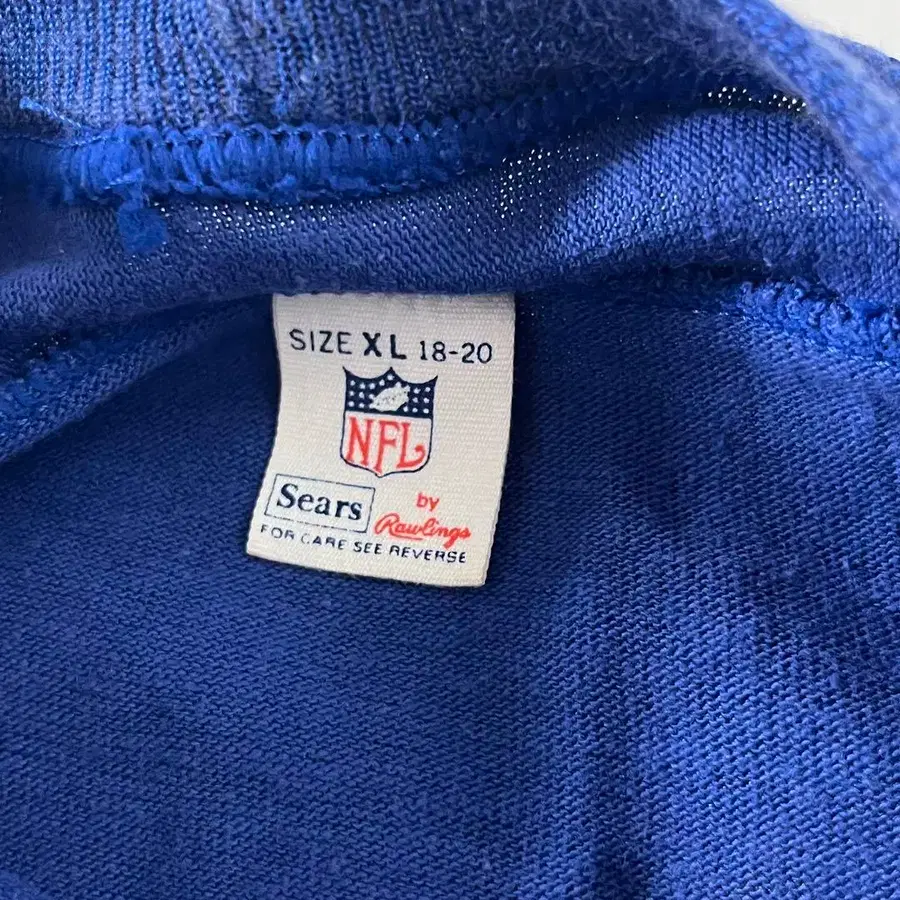 SIZE XL 18-20
NFL
Sears by Rawlings
FOR CARE SEE REVERSE